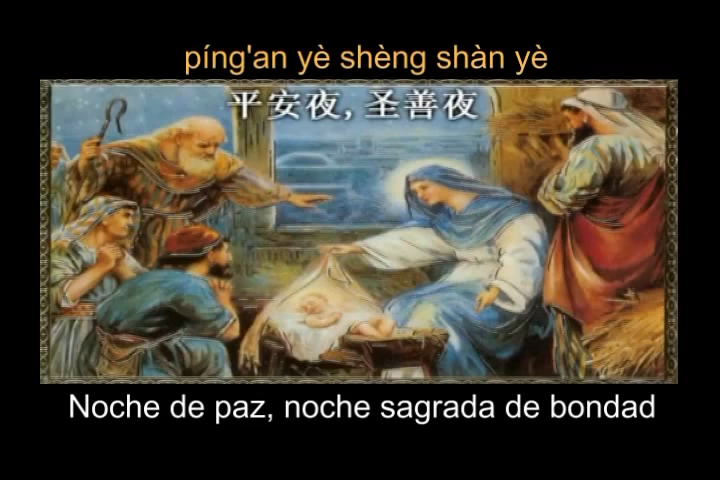 píng'an yè shèng shàn yè
平安夜, 圣善夜
Noche de paz, noche sagrada de bondad